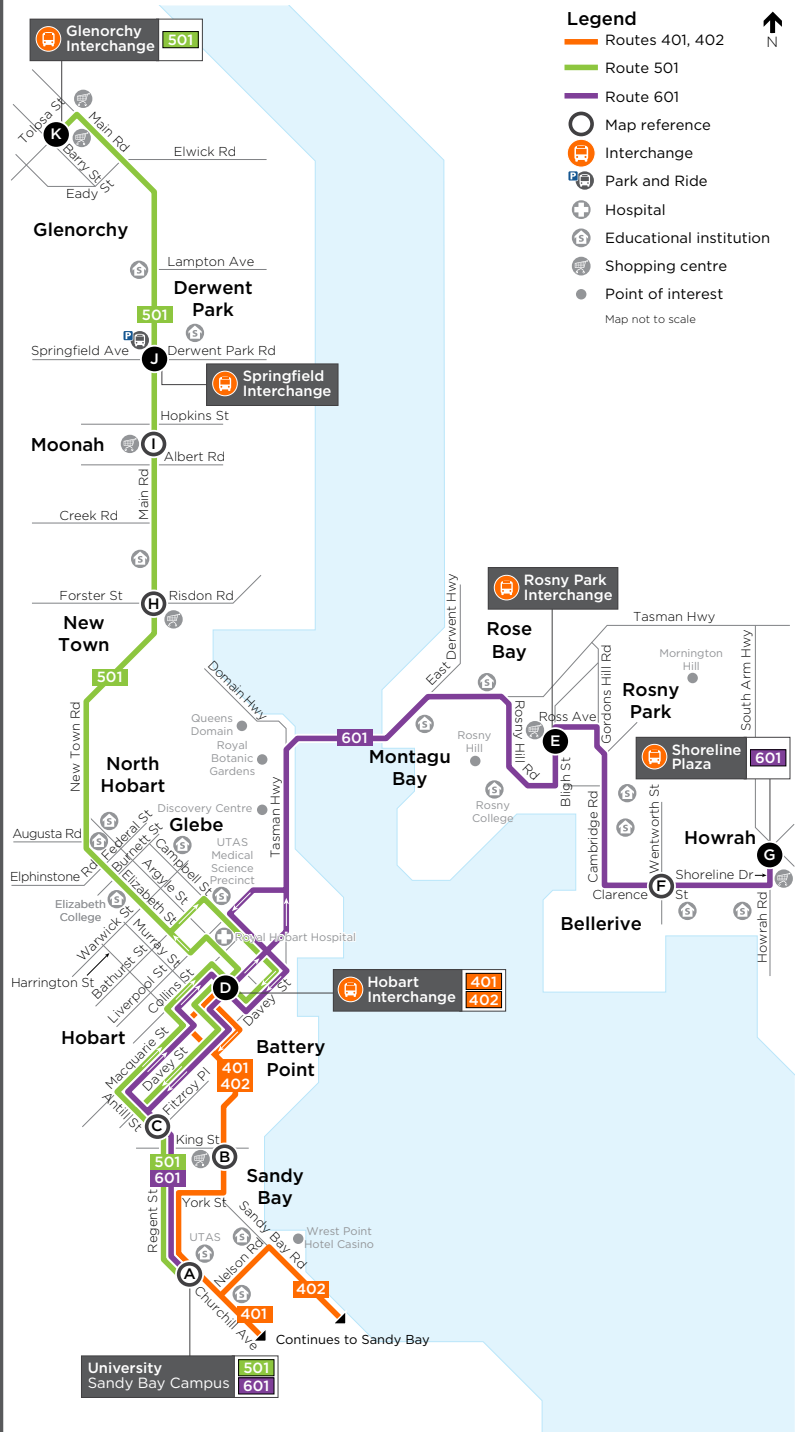 Glenorchy
Interchange
501
Legend
Routes 401, 402
Route 501
Route 601
Map reference
Interchange
P
Park and Ride
Hospital
S
Educational institution
Shopping centre
Point of interest
Map not to scale
N
Tolosa St
Main Rd
K
Barry St
Eady St
Elwick Rd
Glenorchy
S
Lampton Ave
Derwent
Park
501
S
P
Springfield Ave
J
Derwent Park Rd
Springfield
Interchange
Hopkins St
Moonah
I
Albert Rd
Main Rd
Creek Rd
S
Forster St
H
Risdon Rd
New
Town
501
New Town Rd
Domain Hwy
Queens
Domain
Royal
Botanic
Gardens
Tasman Hwy
601
Montagu
Bay
S
East Derwent Hwy
Rose
Bay
S
Rosny Park
Interchange
Tasman Hwy
Mornington
Hill
Rosny
Park
Gordons Hill Rd
South Arm Hwy
Rosny Hill Rd
Ross Ave
E
Bligh St
Rosny
Hill
S
Rosny
College
Shoreline
Plaza
601
Cambridge Rd
S
S
Wentworth St
Howrah
G
Shoreline Dr
F
Clarence St
S
S
Howrah Rd
Bellerive
North
Hobart
Discovery Centre
Glebe
Augusta Rd
S
S
Elphinstone Rd
Federal St
Burnett St
S
Campbell St
Argyle St
Elizabeth St
UTAS
Medical
Science
Precinct
S
Elizabeth
College
S
Warwick St
Murray St
Harrington St
Bathurst St
Liverpool St
Collins St
Royal Hobart Hospital
D
Hobart
Interchange
401
402
Davey St
Hobart
Macquarie St
Davey St
Battery
Point
401
402
Antill St
Fitzroy Pl
C
King St
B
501
601
Sandy
Bay
Regent St
York St
Sandy Bay Rd
Wrest Point
Hotel Casino
UTAS
S
S
Nelson Rd
A
S
402
401
Churchill Ave
Continues to Sandy Bay
University
Sandy Bay Campus
501
601